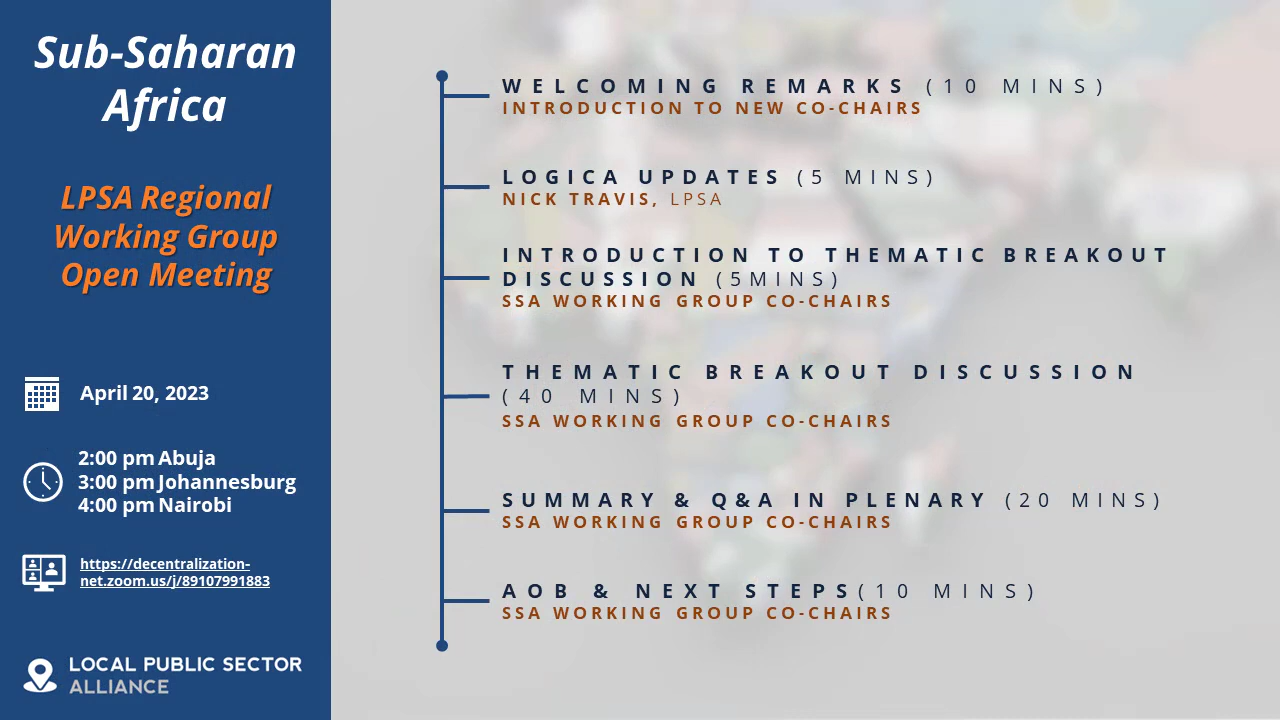 Sub-Saharan
Africa
LPSA Regional
Working Group
Open Meeting
April 20, 2023
2:00 pm Abuja
3:00 pm Johannesburg
4:00 pm Nairobi
https://decentralization-
net.zoom.us/j/89107991883
LOCAL PUBLIC SECTOR
ALLIANCE
WELCOMING REMARKS (10 MINS)
INTRODUCTION TO NEW CO-CHAIRS
LOGICA UPDATES (5 MINS)
NICK TRAVIS, LPSA
INTRODUCTION TO THEMATIC BREAKOUT
DISCUSSION (5MINS)
SSA WORKING GROUP CO-CHAIRS
THEMATIC BREAKOUT DISCUSSION
(40 MINS)
SSA WORKING GROUP CO-CHAIRS
SUMMARY & Q&A IN PLENARY (20 MINS)
SSA WORKING GROUP CO-CHAIRS
AOB & NEXT STEPS(10 MINS)
SSA WORKING GROUP CO-CHAIRS